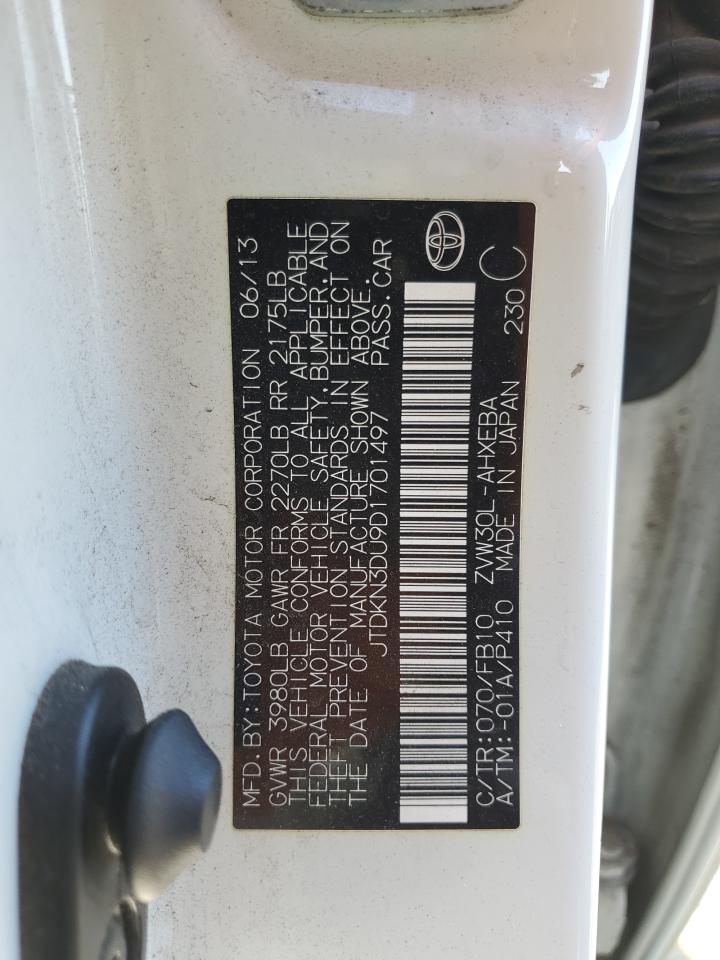 MFD.BY:TOYOTA MOTOR CORPORATION 06/13
GVWR 3980LB GAWR FR 2270LB RR 2175LB
THIS VEHICLE CONFORMS TO ALL APPLICABLE
FEDERAL MOTOR VEHICLE SAFETY,BUMPER,AND
THEFT PREVENTION STANDARDS IN EFFECT ON
THE DATE OF MANUFACTURE SHOWN ABOVE.
JTDKN3DU9D1701497 PASS.CAR
C/TR:070/FB10 ZVW30L-AHXEBA 230 C
A/TM:-01A/P410 MADE IN JAPAN